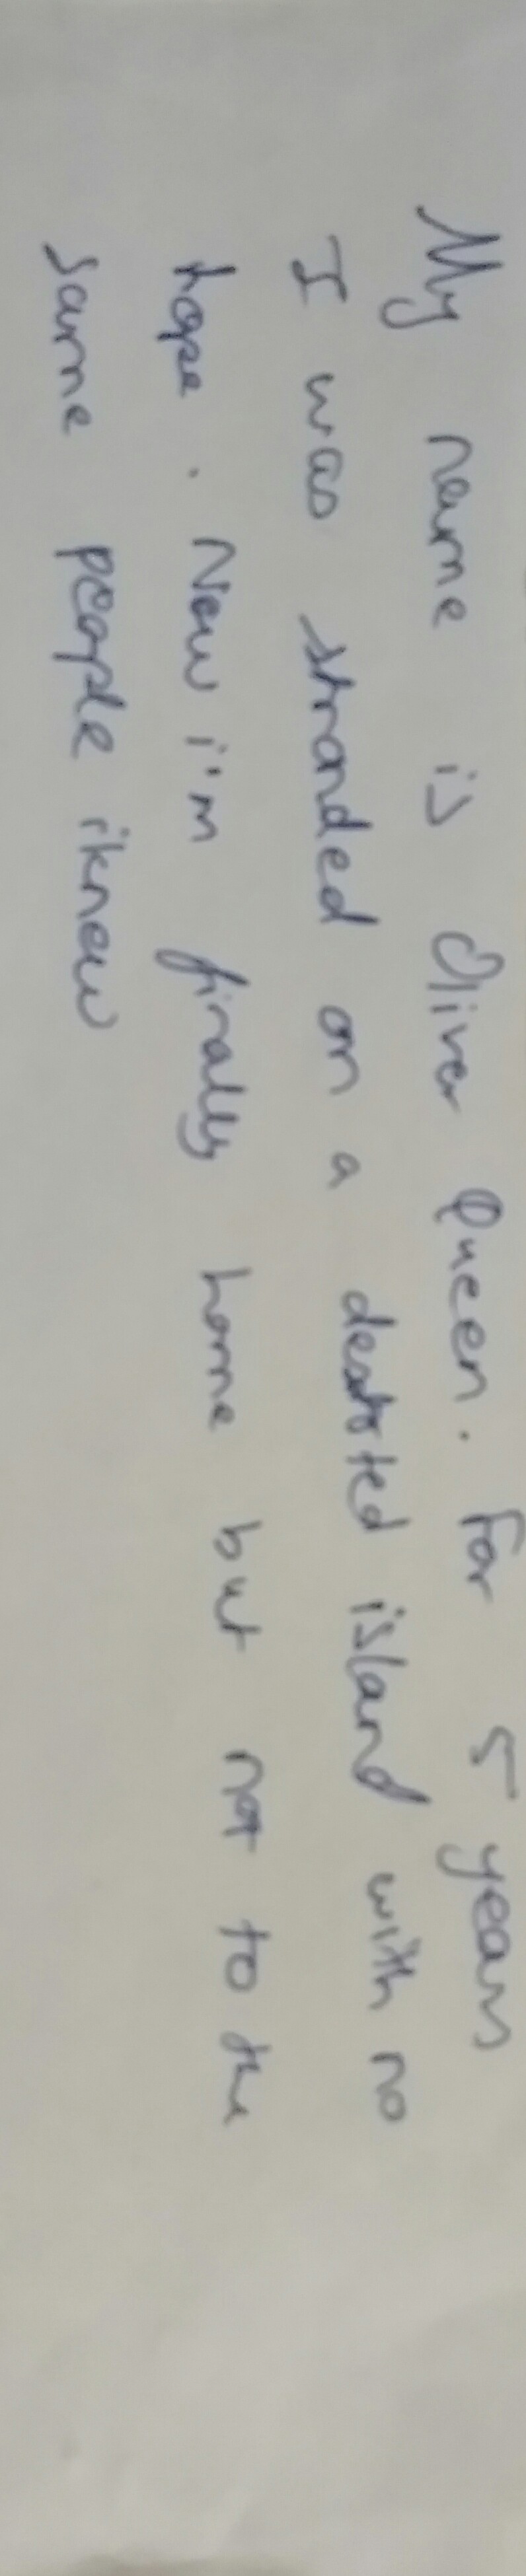 My name is Oliver Queen. For 5 years
I was stranded on a island with no
hope. Now i'm finally home but not to the
same people iknew